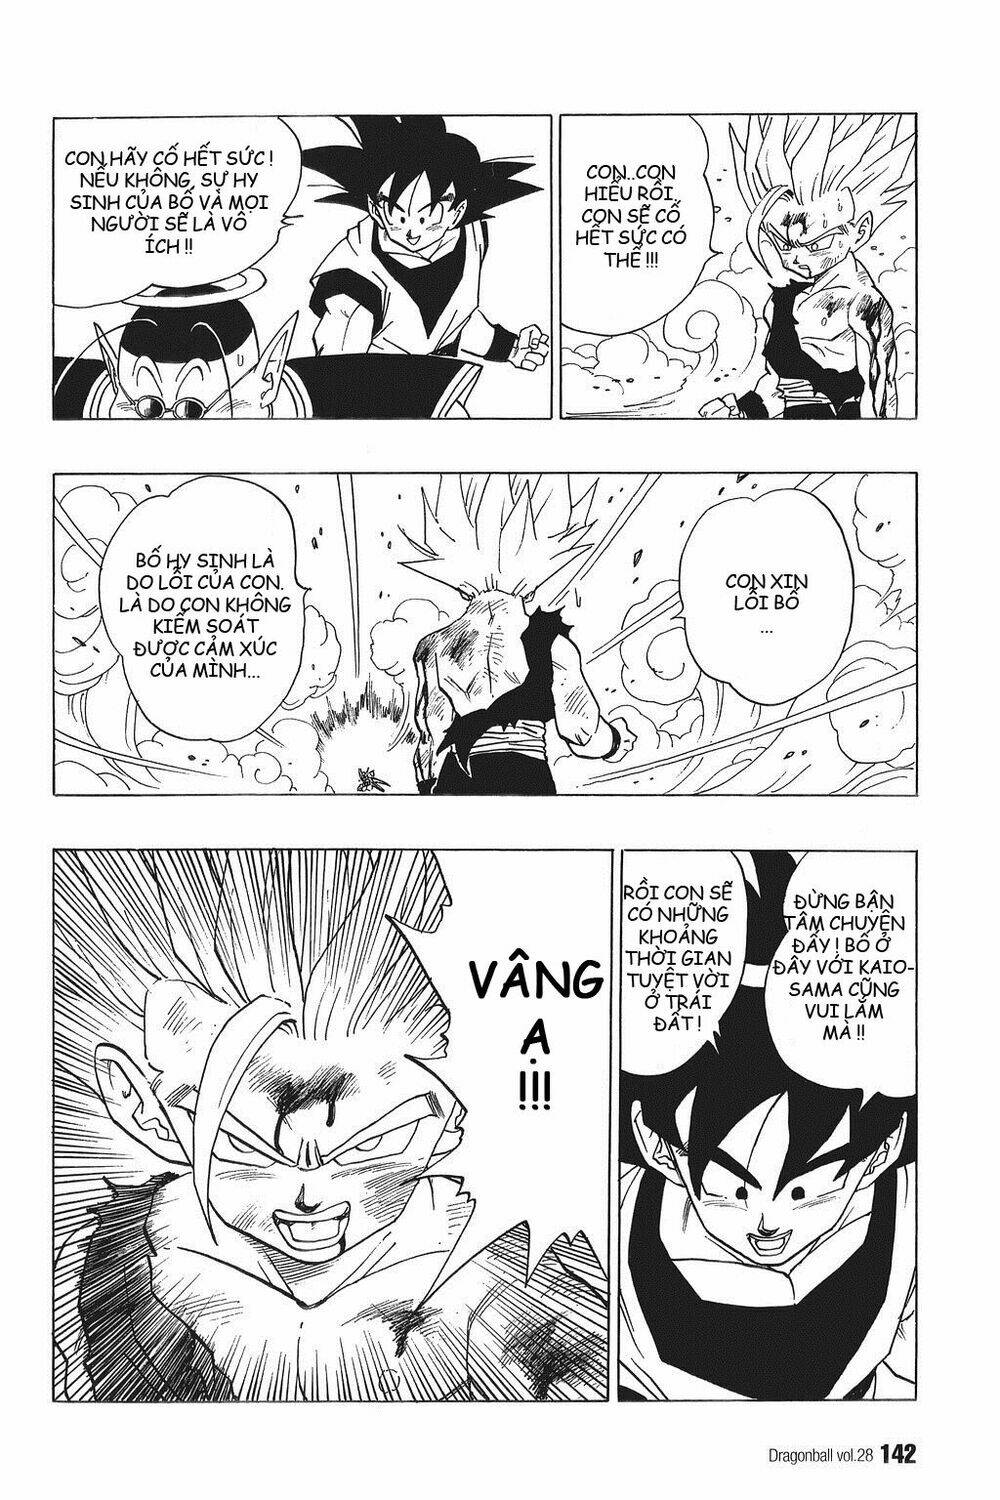 CON..CON
HIỂU RỒI,
CON SẼ CỐ
HẾT SỨC CÓ
THỂ !!!
CON HÃY CỐ HẾT SỨC !
NẾU KHÔNG, SỰ HY
SINH CỦA BỐ VÀ MỌI
NGƯỜI SẼ LÀ VÔ
ÍCH !!
CON XIN
LỖI BỐ
...
BỐ HY SINH LÀ
DO LỖI CỦA CON.
LÀ DO CON KHÔNG
KIỂM SOÁT
ĐƯỢC CẢM XÚC
CỦA MÌNH...
ĐỪNG BẬN
TÂM CHUYỆN
ĐẤY ! BỐ Ở
ĐÂY VỚI KAIO-
SAMA CŨNG
VUI LẮM
MÀ !!
RỒI CON SẼ
CÓ NHỮNG
KHOẢNG
THỜI GIAN
TUYỆT VỜI
Ở TRÁI
ĐẤT !
VÂNG
Ạ
!!!
Dragonball vol.28 142